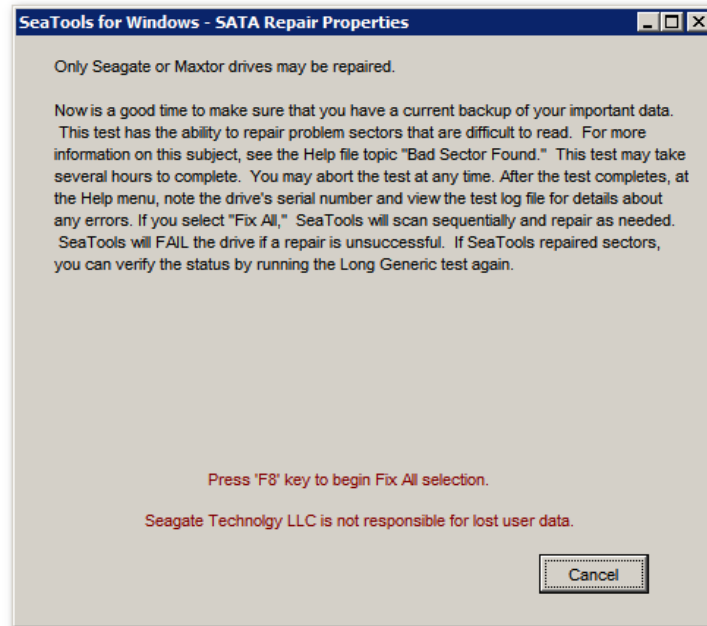 SeaTools for Windows - SATA Repair Properties
Only Seagate or Maxtor drives may be repaired.
Now is a good time to make sure that you have a current backup of your important data.
This test has the ability to repair problem sectors that are difficult to read. For more
information on this subject, see the Help file topic "Bad Sector Found." This test may take
several hours to complete. You may abort the test at any time. After the test completes, at
the Help menu, note the drive's serial number and view the test log file for details about
any errors. If you select "Fix All," SeaTools will scan sequentially and repair as needed.
SeaTools will FAIL the drive if a repair is unsuccessful. If SeaTools repaired sectors,
you can verify the status by running the Long Generic test again.
Press 'F8' key to begin Fix All selection.
Seagate Technolgy LLC is not responsible for lost user data.
Cancel